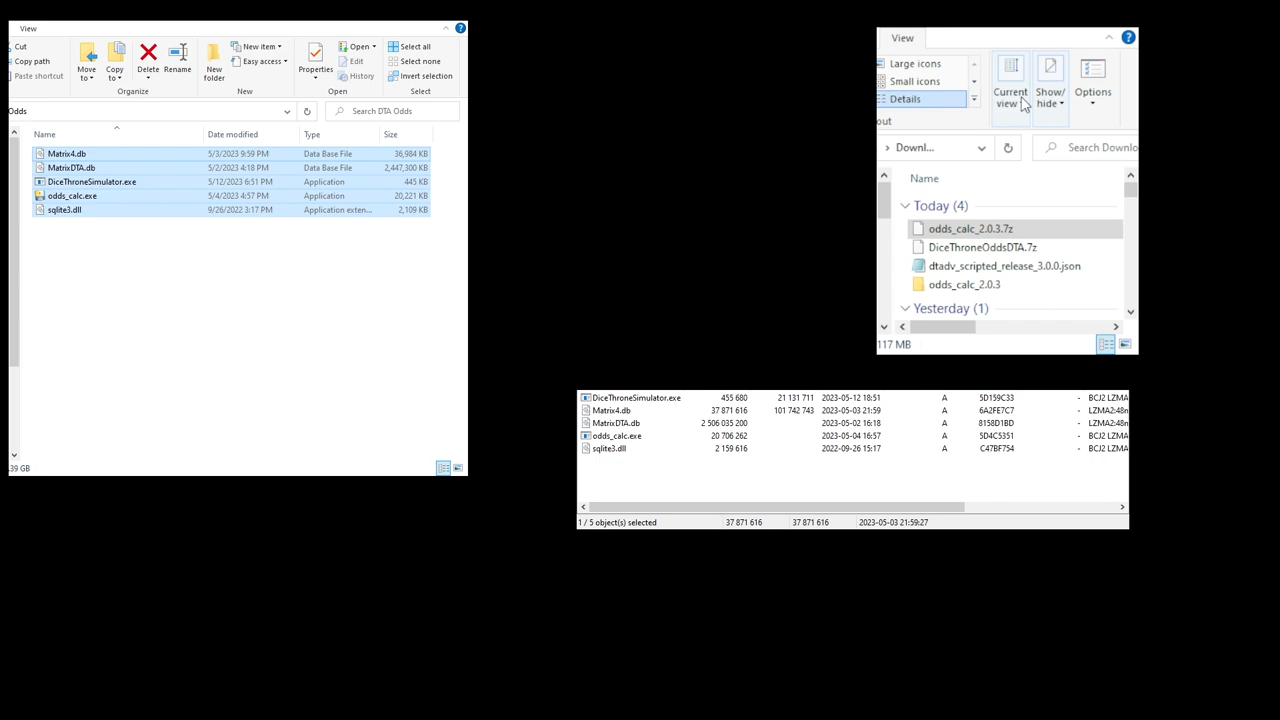 View
Cut
Copy path
Paste shortcut
Move to
Copy to
Delete
Rename
Organize
New folder
New item
Easy access
New
Properties
Open
Edit
History
Open
Select all
Select none
Invert selection
Select
Odds
Search DTA Odds
Name Date modified Type Size
Matrix4.db 5/3/2023 9:59 PM Data Base File 36,984 KB
MatrixDTA.db 5/2/2023 4:18 PM Data Base File 2,447,300 KB
DiceThroneSimulator.exe 5/12/2023 6:51 PM Application 445 KB
odds_calc.exe 5/4/2023 4:57 PM Application 20,221 KB
sqlite3.dll 9/26/2022 3:17 PM Application exten... 2,109 KB
.39 GB
View
Large icons
Small icons
Details
out
Current view
Show/hide
Options
Downl...
Search Downlo
Name
Today (4)
odds_calc_2.0.3.7z
DiceThroneOddsDTA.7z
dtadv_scripted_release_3.0.0.json
odds_calc_2.0.3
Yesterday (1)
117 MB
DiceThroneSimulator.exe 455 680 21 131 711 2023-05-12 18:51 A 5D159C33 - BCJ2 LZMA
Matrix4.db 37 871 616 101 742 743 2023-05-03 21:59 A 6A2FE7C7 - LZMA2:48n
MatrixDTA.db 2 506 035 200 2023-05-02 16:18 A 8158D1BD - LZMA2:48n
odds_calc.exe 20 706 262 2023-05-04 16:57 A 5D4C5351 - BCJ2 LZMA
sqlite3.dll 2 159 616 2022-09-26 15:17 A C47BF754 - BCJ2 LZMA
1 / 5 object(s) selected 37 871 616 37 871 616 2023-05-03 21:59:27